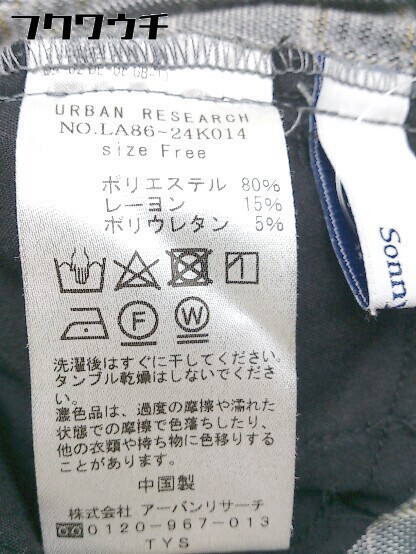 フクウクチ
URBAN RESEARCH
NO.LA86-24K014
size Free
ポリエステル 80%
レーヨン 15%
ポリウレタン 5%
F W
洗濯後はすぐに干してください。
タンブル乾燥はしないでくださ
い。
濃色品は、過度の摩擦や濡れた
状態での摩擦で色落ちしたり、
他の衣類や持ち物に色移りする
ことがあります。
中国製
株式会社 アーバンリサーチ
0120-967-013
TYS
Sonny